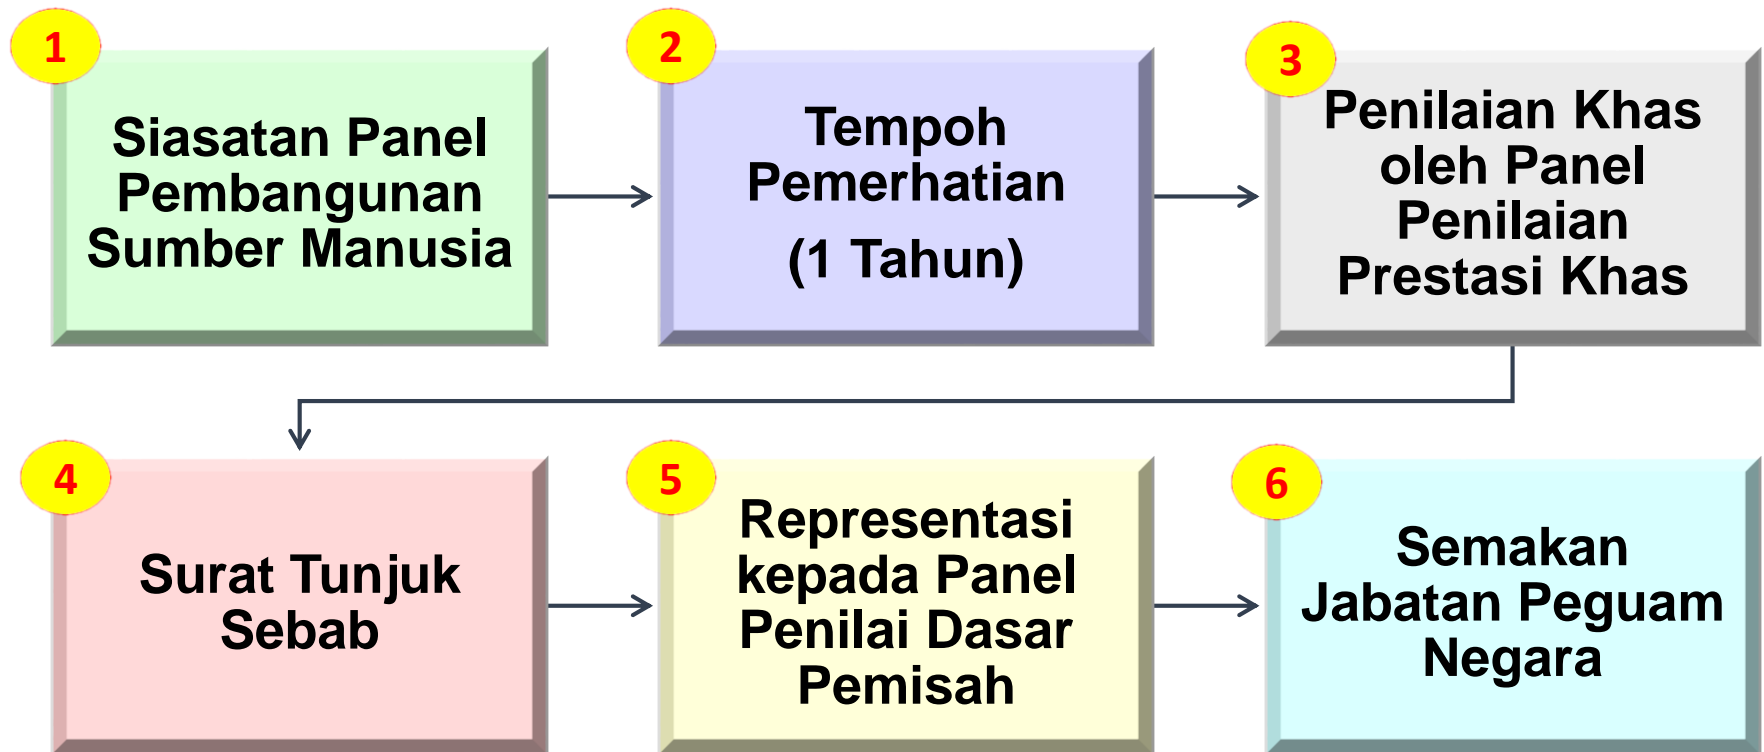 1
Siasatan Panel
Pembangunan
Sumber Manusia
2
Tempoh
Pemerhatian
(1 Tahun)
3
Penilaian Khas
oleh Panel
Penilaian
Prestasi Khas
4
Surat Tunjuk
Sebab
5
Representasi
kepada Panel
Penilai Dasar
Pemisah
6
Semakan
Jabatan Peguam
Negara